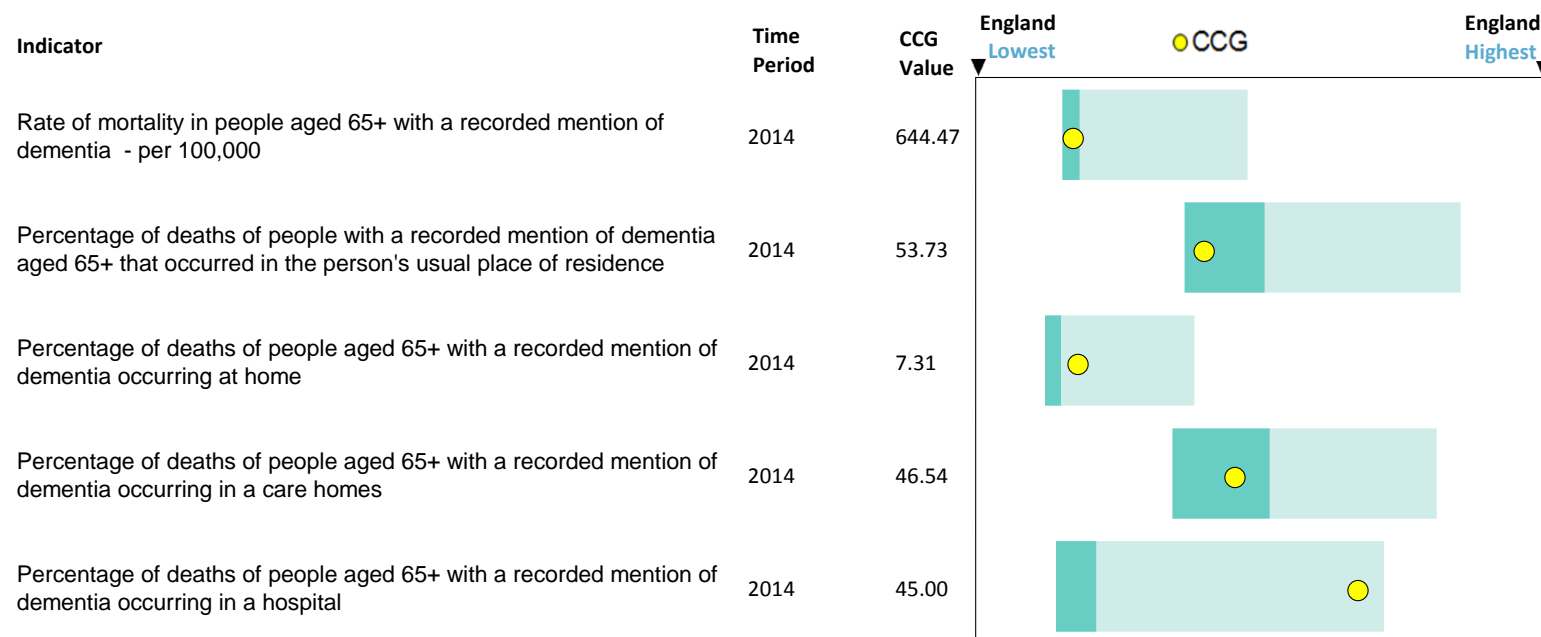 Indicator
Time
Period
CCG
Value
England
Lowest
CCG
England
Highest
Rate of mortality in people aged 65+ with a recorded mention of
dementia  - per 100,000
2014
644.47
Percentage of deaths of people with a recorded mention of dementia
aged 65+ that occurred in the person's usual place of residence
2014
53.73
Percentage of deaths of people aged 65+ with a recorded mention of
dementia occurring at home
2014
7.31
Percentage of deaths of people aged 65+ with a recorded mention of
dementia occurring in a care homes
2014
46.54
Percentage of deaths of people aged 65+ with a recorded mention of
dementia occurring in a hospital
2014
45.00